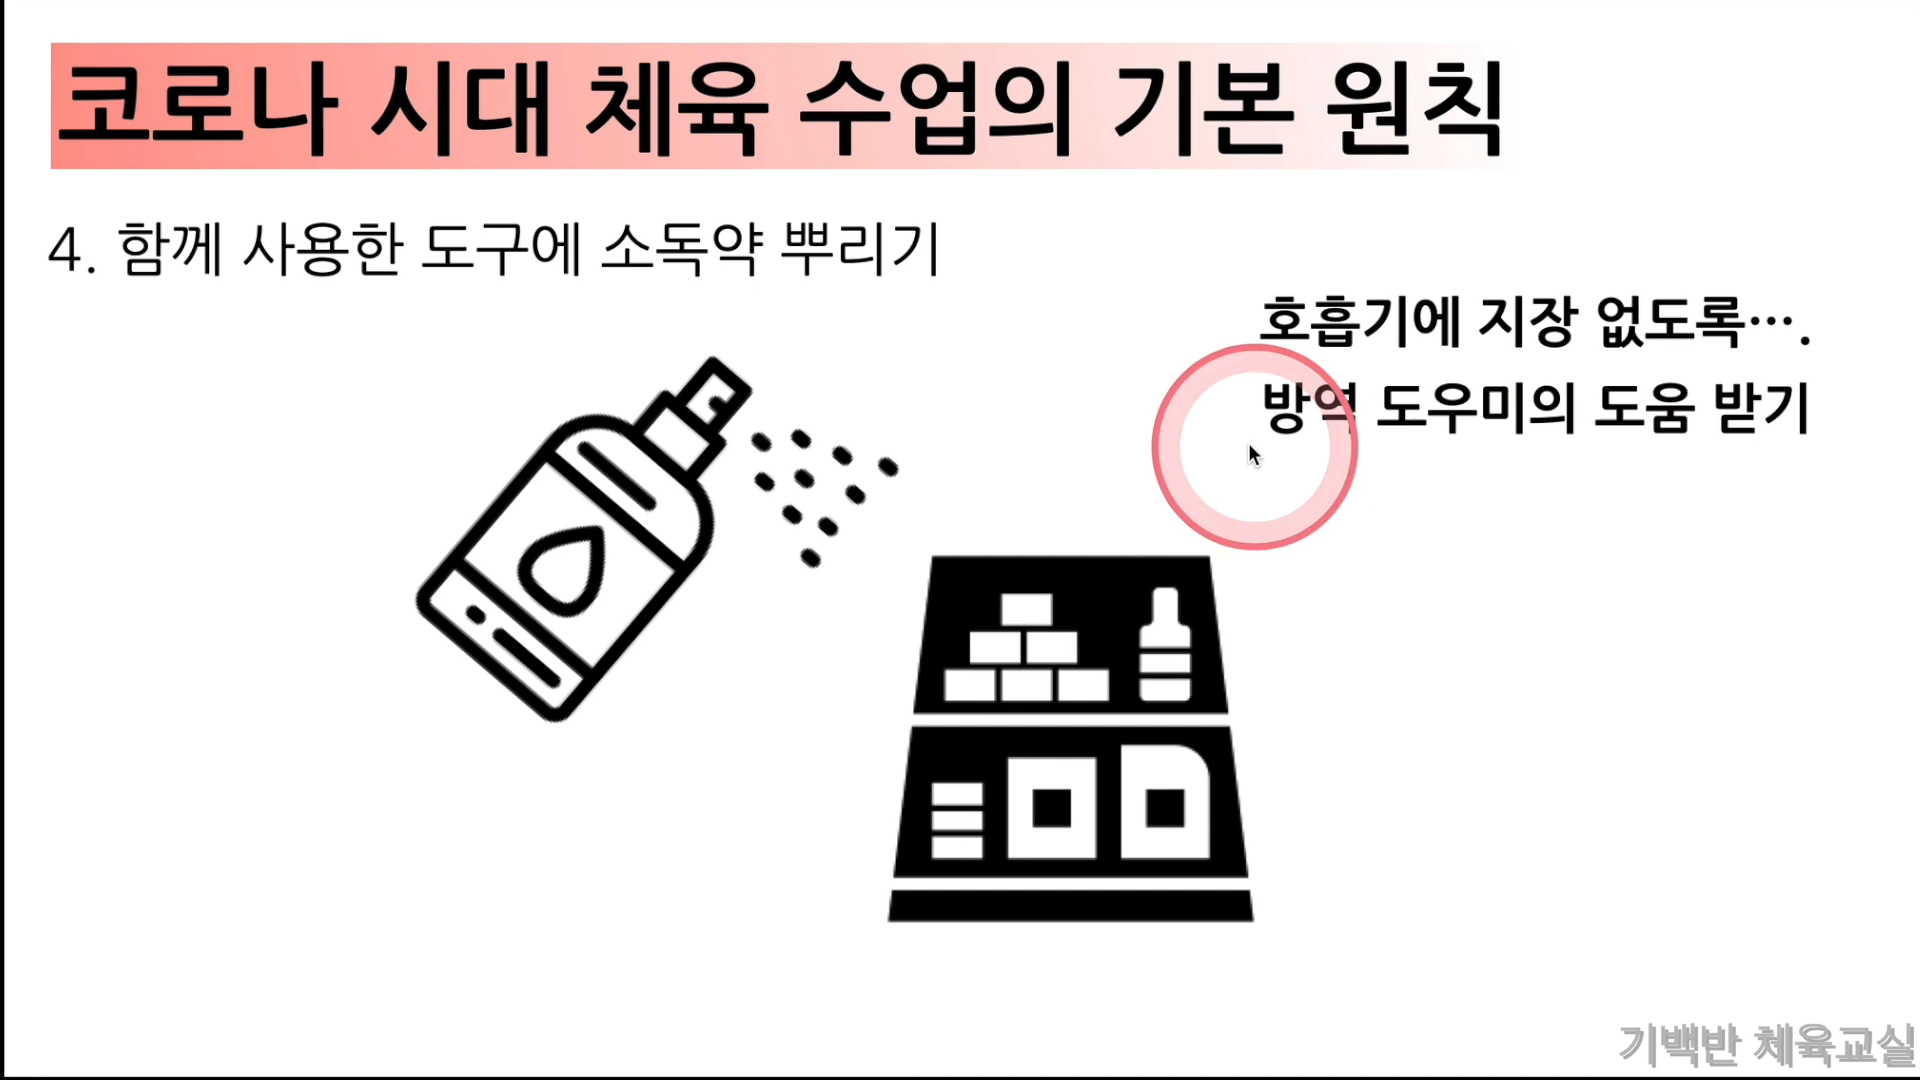 코로나 시대 체육 수업의 기본 원칙
4. 함께 사용한 도구에 소독약 뿌리기
호흡기에 지장 없도록….
방역 도우미의 도움 받기
기백반 체육교실